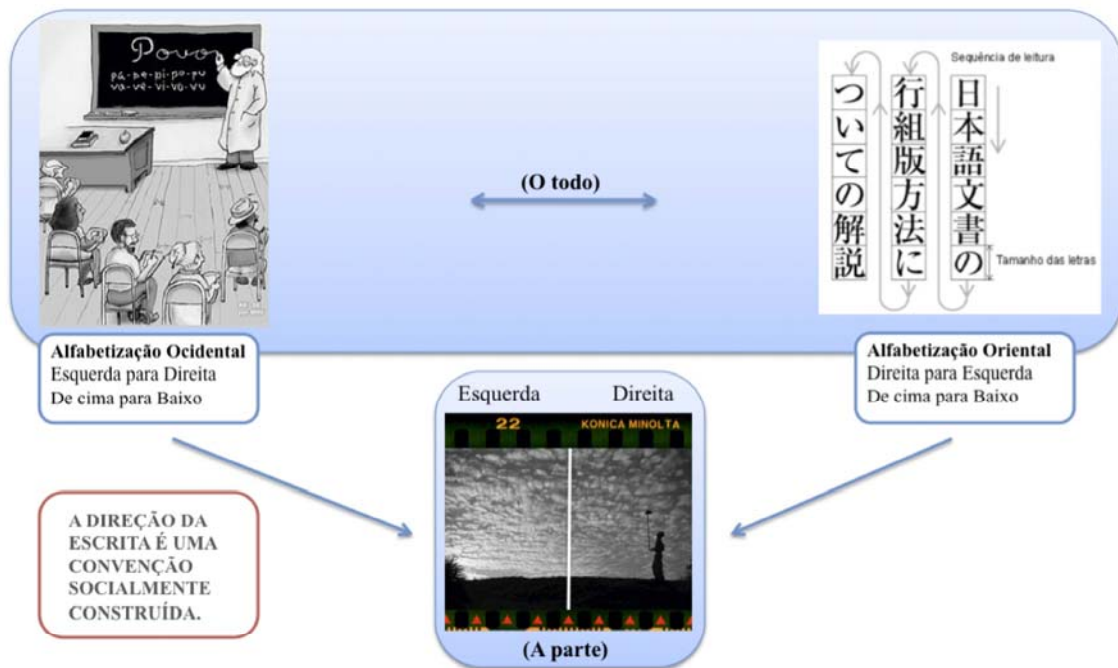 Povo
pa-pe-pi-po-pu
va-ve-vi-vo-vu
(O todo)
Sequência de leitura
日本語文書の
行組版方法に
ついての解説
Tamanho das letras
Alfabetização Ocidental
Esquerda para Direita
De cima para Baixo
Alfabetização Oriental
Direita para Esquerda
De cima para Baixo
Esquerda Direita
22 KONICA MINOLTA
(A parte)
A DIREÇÃO DA
ESCRITA É UMA
CONVENÇÃO
SOCIALMENTE
CONSTRUÍDA.